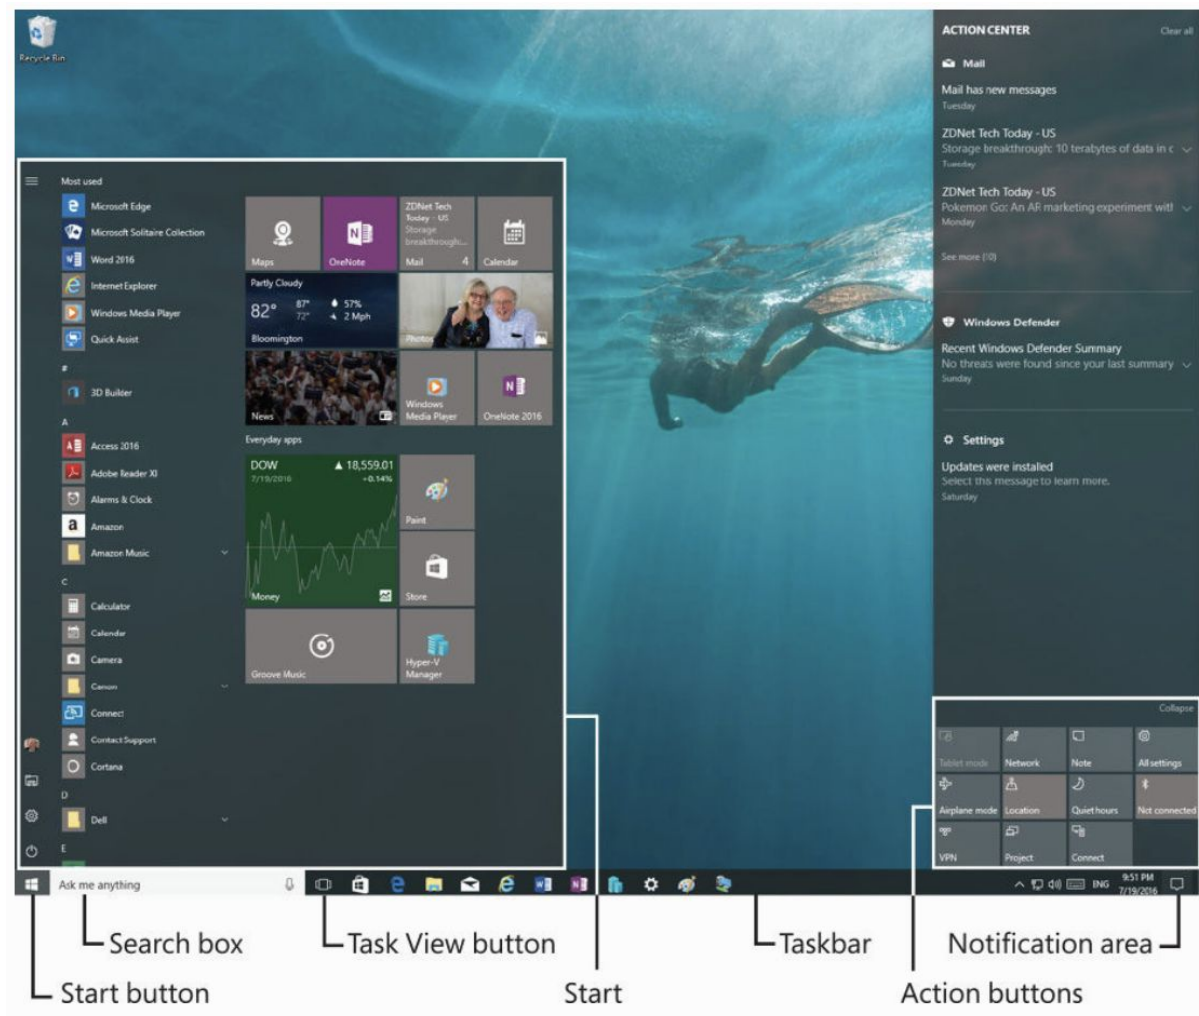 Recycle Bin
ACTION CENTER
Clear all
Mail
Mail has new messages
Tuesday
ZDNet Tech Today - US
Storage breakthrough: 10 terabytes of data in c
Tuesday
ZDNet Tech Today - US
Pokemon Go: An AR marketing experiment with
Monday
See more (10)
Windows Defender
Recent Windows Defender Summary
No threats were found since your last summary
Sunday
Settings
Updates were installed
Select this message to learn more.
Saturday
Most used
Microsoft Edge
Microsoft Solitaire Collection
Word 2016
Internet Explorer
Windows Media Player
Quick Assist
#
3D Builder
A
Access 2016
Adobe Reader XI
Alarms & Clock
Amazon
Amazon Music
C
Calculator
Calendar
Camera
Canon
Connect
Contact Support
Cortana
D
Dell
E
Maps
OneNote
ZDNet Tech
Today - US
Storage
breakthrough:...
Mail 4
Calendar
Partly Cloudy
82° 87° 57%
72° 2 Mph
Bloomington
Photos
News
Windows
Media Player
OneNote 2016
Everyday apps
DOW ▲ 18,559.01
7/19/2016 +0.14%
Money
Paint
Store
Groove Music
Hyper-V
Manager
Collapse
Tablet mode
Network
Note
All settings
Airplane mode
Location
Quiet hours
Not connected
VPN
Project
Connect
Ask me anything
ENG
9:51 PM
7/19/2016
Search box
Task View button
Taskbar
Notification area
Start button
Start
Action buttons